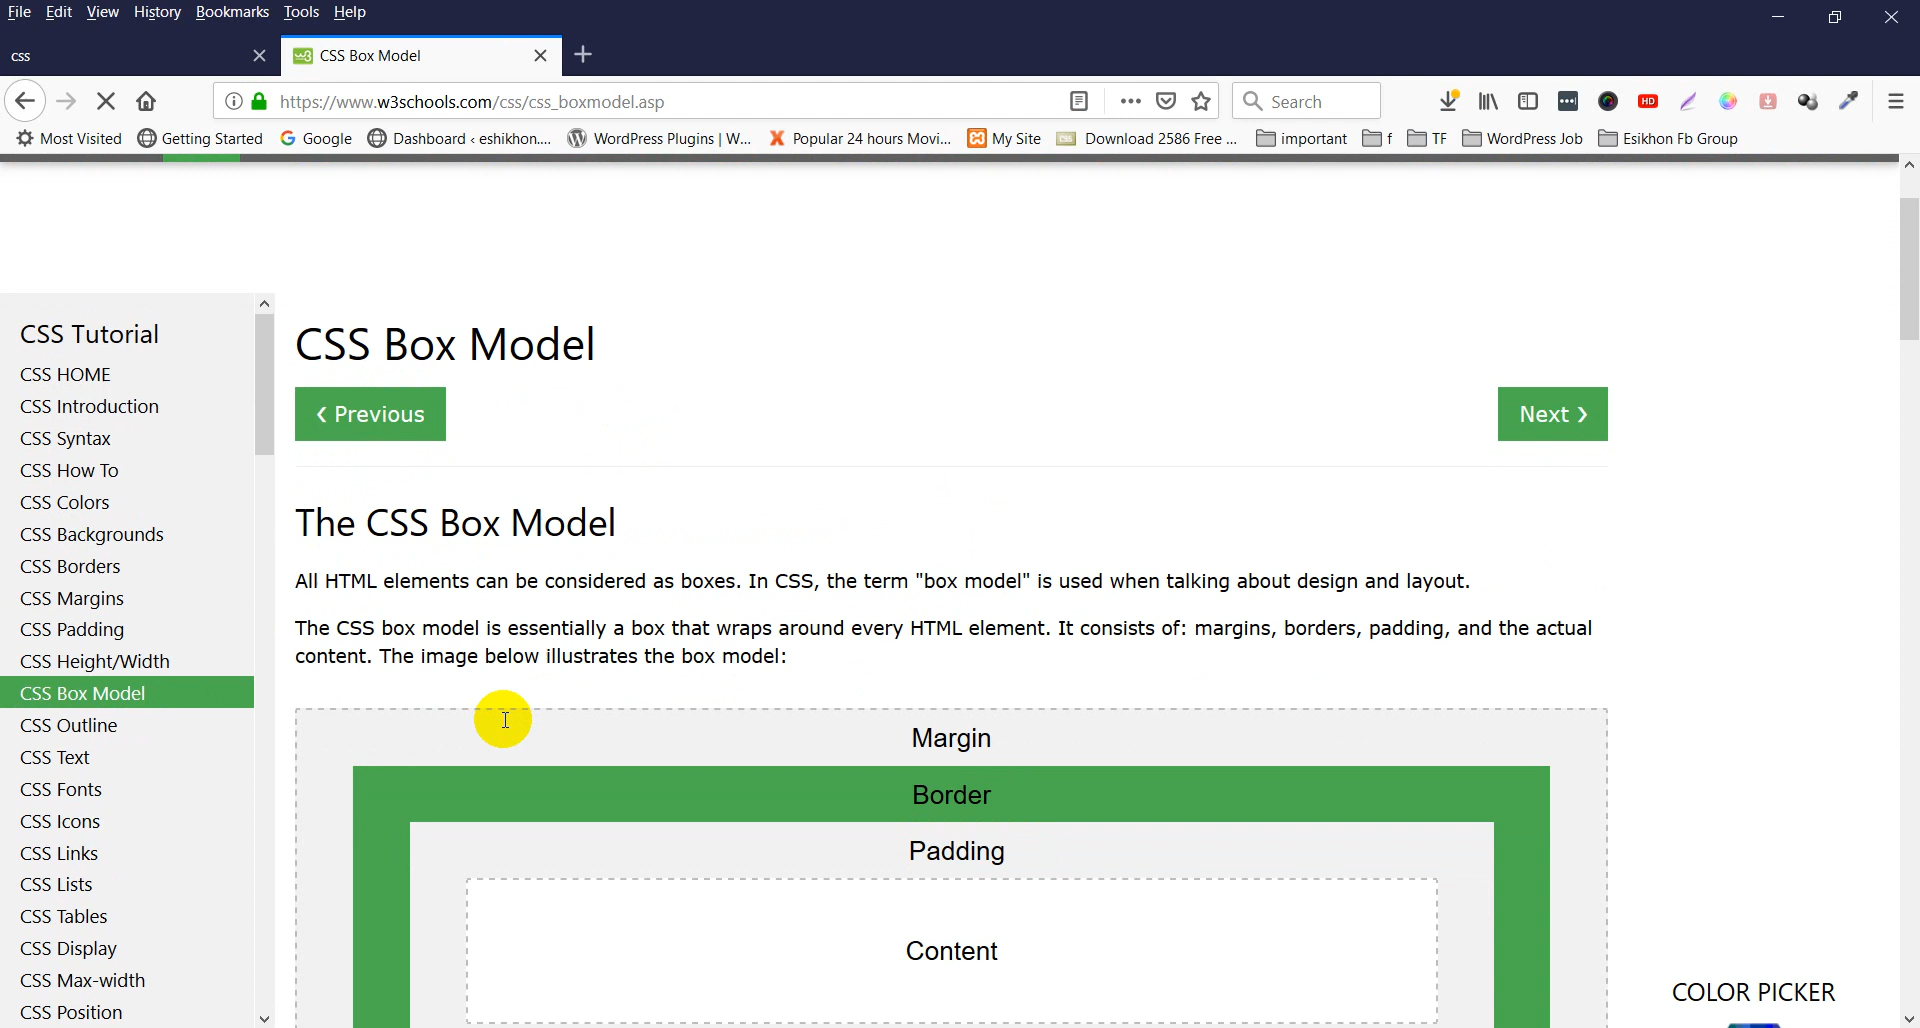 File Edit View History Bookmarks Tools Help
css
CSS Box Model
https://www.w3schools.com/css/css_boxmodel.asp
Search
HD
Most Visited Getting Started Google Dashboard ‹ eshikhon.... WordPress Plugins | W... Popular 24 hours Movi... My Site Download 2586 Free ... important f TF WordPress Job Esikhon Fb Group
CSS Tutorial
CSS HOME
CSS Introduction
CSS Syntax
CSS How To
CSS Colors
CSS Backgrounds
CSS Borders
CSS Margins
CSS Padding
CSS Height/Width
CSS Box Model
CSS Outline
CSS Text
CSS Fonts
CSS Icons
CSS Links
CSS Lists
CSS Tables
CSS Display
CSS Max-width
CSS Position
CSS Box Model
❮ Previous
Next ❯
The CSS Box Model
All HTML elements can be considered as boxes. In CSS, the term "box model" is used when talking about design and layout.
The CSS box model is essentially a box that wraps around every HTML element. It consists of: margins, borders, padding, and the actual
content. The image below illustrates the box model:
Margin
Border
Padding
Content
COLOR PICKER